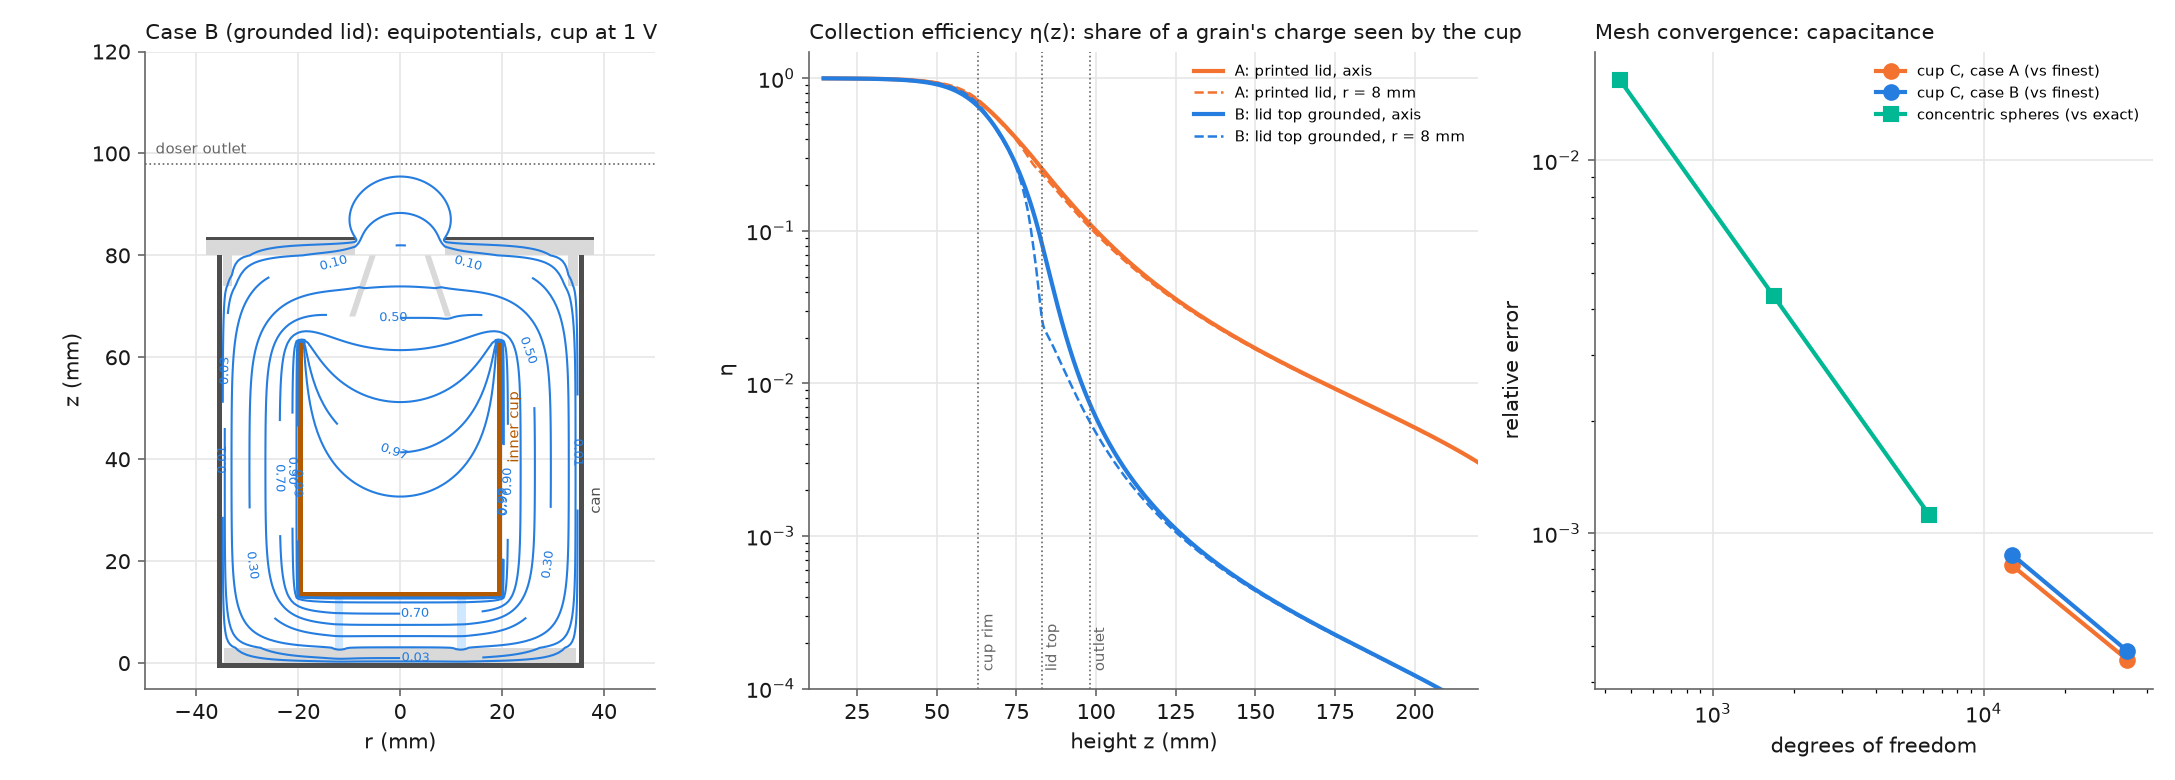 Case B (grounded lid): equipotentials, cup at 1 V
120
100
80
60
40
20
0
z (mm)
doser outlet
0.10
0.10
0.50
0.50
0.97
0.70
0.90
0.90
inner cup
can
0.30
0.30
0.70
0.03
−40
−20
0
20
40
r (mm)
Collection efficiency η(z): share of a grain's charge seen by the cup
10⁰
10⁻¹
10⁻²
10⁻³
10⁻⁴
η
A: printed lid, axis
A: printed lid, r = 8 mm
B: lid top grounded, axis
B: lid top grounded, r = 8 mm
cup rim
lid top
outlet
25
50
75
100
125
150
175
200
height z (mm)
Mesh convergence: capacitance
10⁻²
10⁻³
relative error
cup C, case A (vs finest)
cup C, case B (vs finest)
concentric spheres (vs exact)
10³
10⁴
degrees of freedom